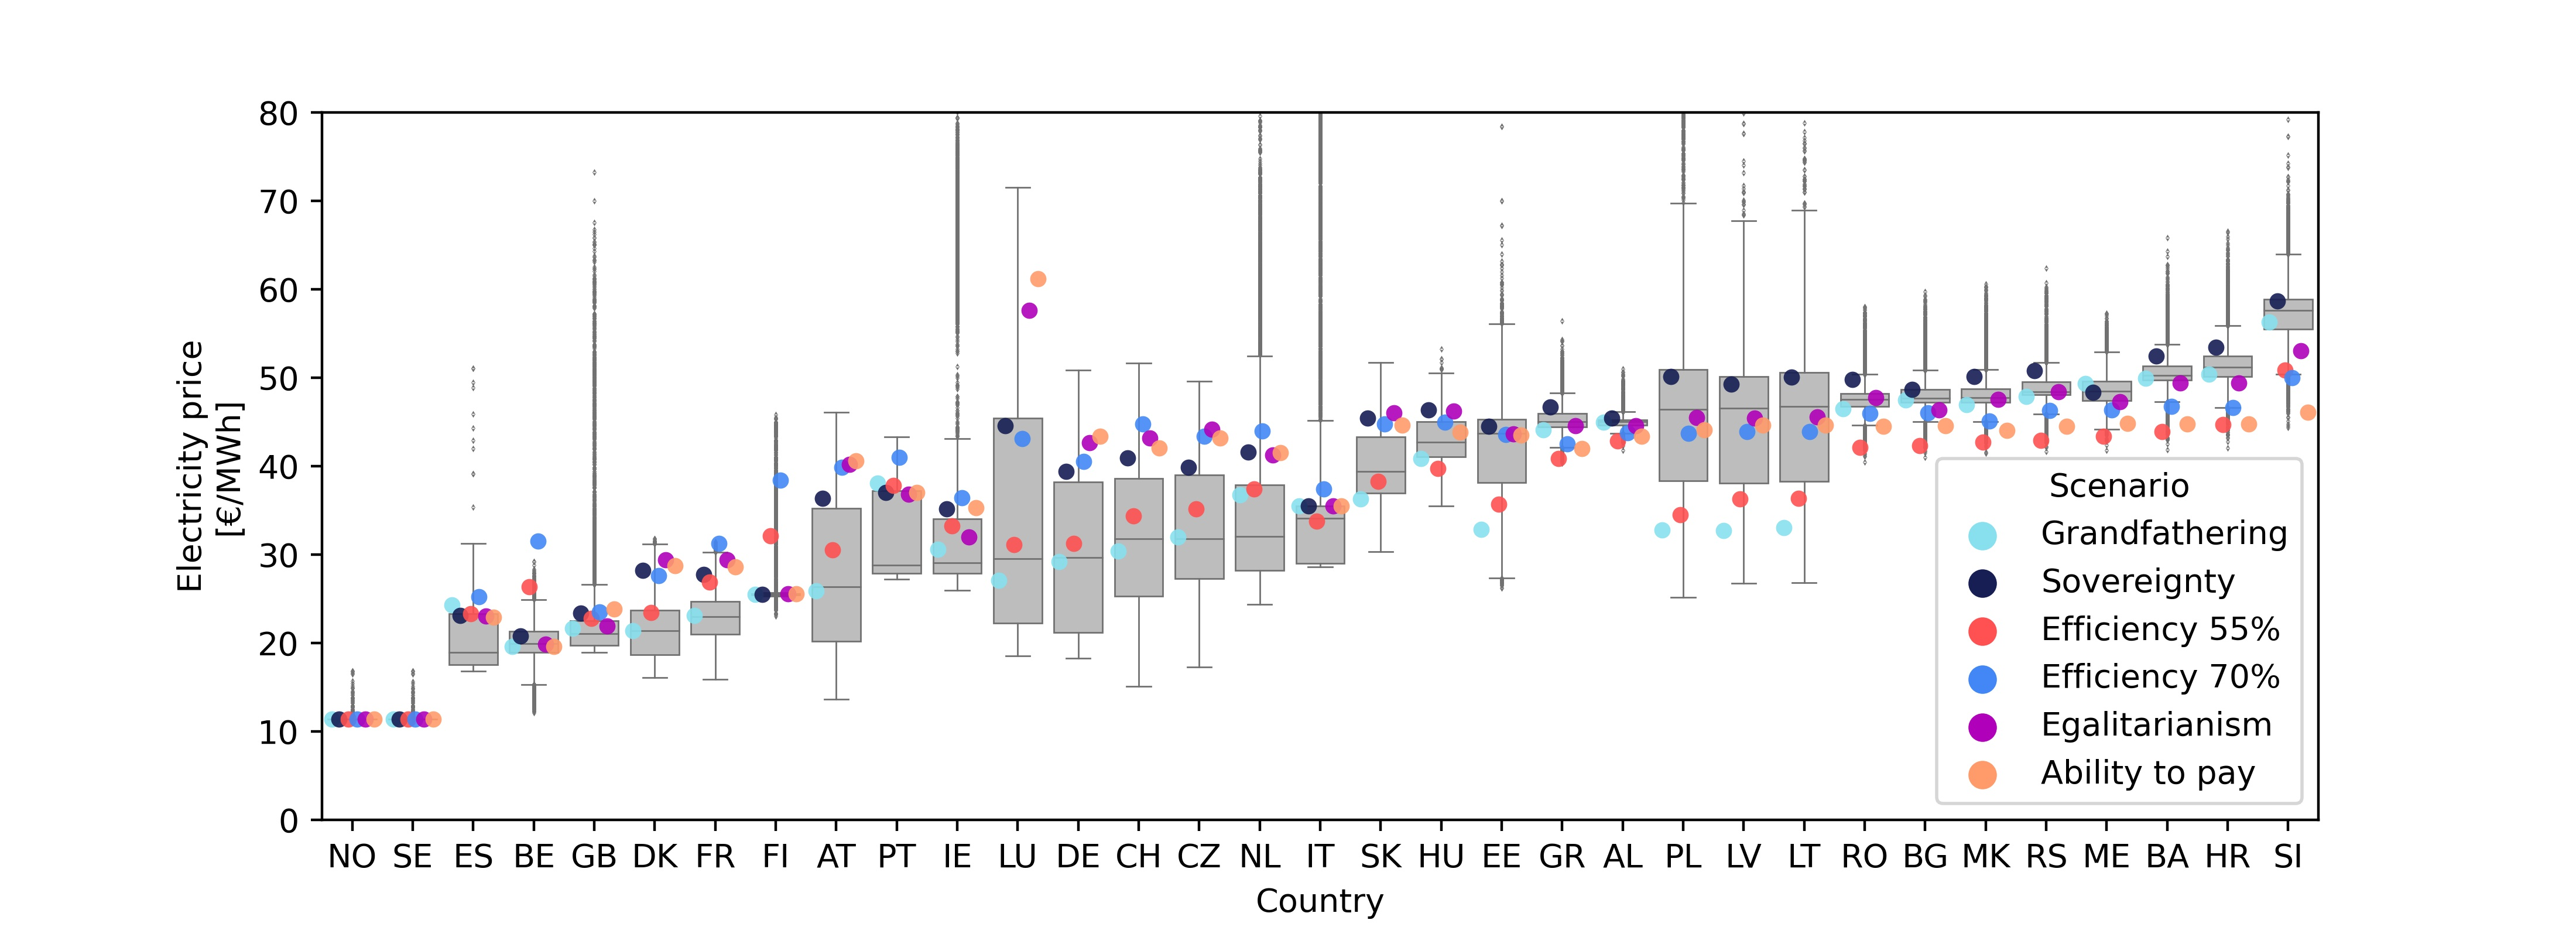 80
70
60
50
40
30
20
10
0
Electricity price
[€/MWh]
NO SE ES BE GB DK FR FI AT PT IE LU DE CH CZ NL IT SK HU EE GR AL PL LV LT RO BG MK RS ME BA HR SI
Country
Scenario
Grandfathering
Sovereignty
Efficiency 55%
Efficiency 70%
Egalitarianism
Ability to pay